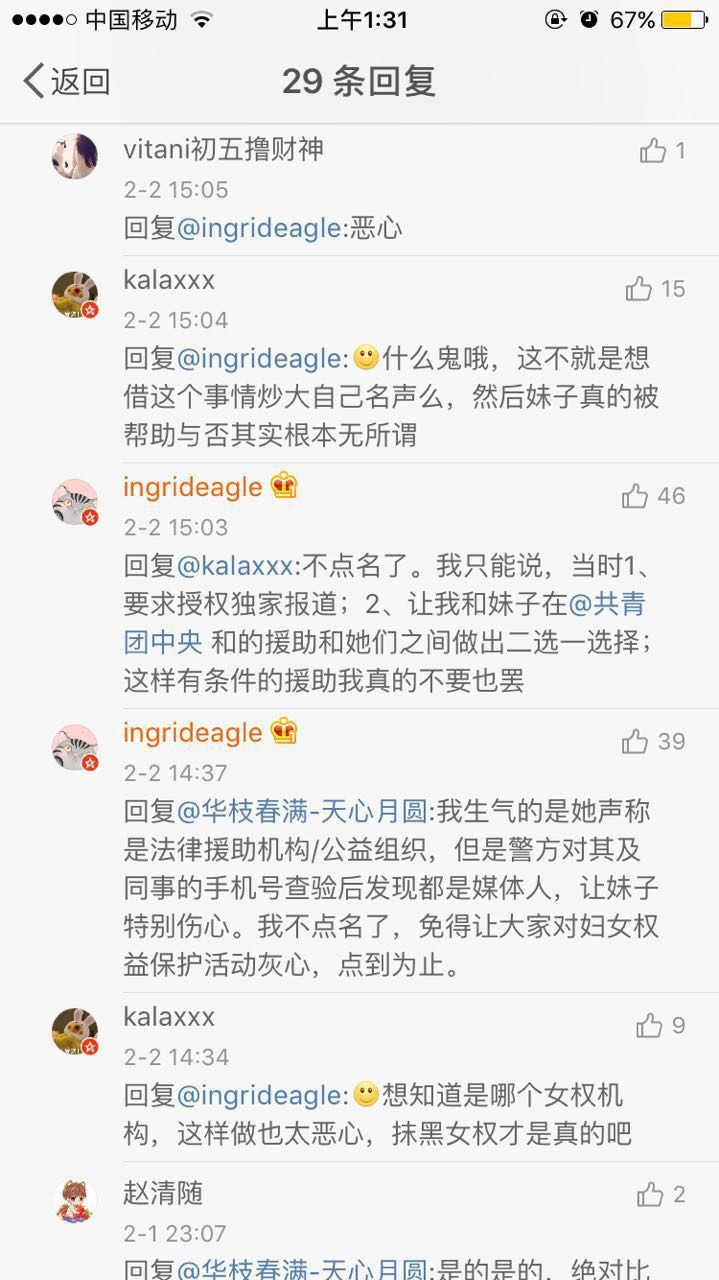 中国移动
上午1:31
67%
返回
29 条回复
vitani初五撸财神
1
2-2 15:05
回复@ingrideagle:恶心
kalaxxx
15
2-2 15:04
回复@ingrideagle:🙂什么鬼哦，这不就是想
借这个事情炒大自己名声么，然后妹子真的被
帮助与否其实根本无所谓
ingrideagle
46
2-2 15:03
回复@kalaxxx:不点名了。我只能说，当时1、
要求授权独家报道；2、让我和妹子在@共青
团中央 和的援助和她们之间做出二选一选择；
这样有条件的援助我真的不要也罢
ingrideagle
39
2-2 14:37
回复@华枝春满-天心月圆:我生气的是她声称
是法律援助机构/公益组织，但是警方对其及
同事的手机号查验后发现都是媒体人，让妹子
特别伤心。我不点名了，免得让大家对妇女权
益保护活动灰心，点到为止。
kalaxxx
9
2-2 14:34
回复@ingrideagle:🙂想知道是哪个女权机
构，这样做也太恶心，抹黑女权才是真的吧
赵清随
2
2-1 23:07
回复@华枝春满-天心月圆:是的是的，绝对比